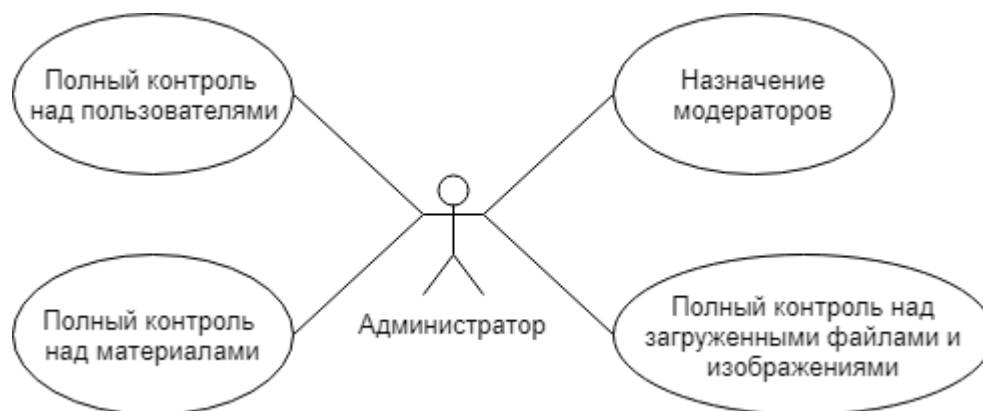 Полный контроль
над пользователями
Назначение
модераторов
Администратор
Полный контроль
над материалами
Полный контроль над
загруженными файлами и
изображениями